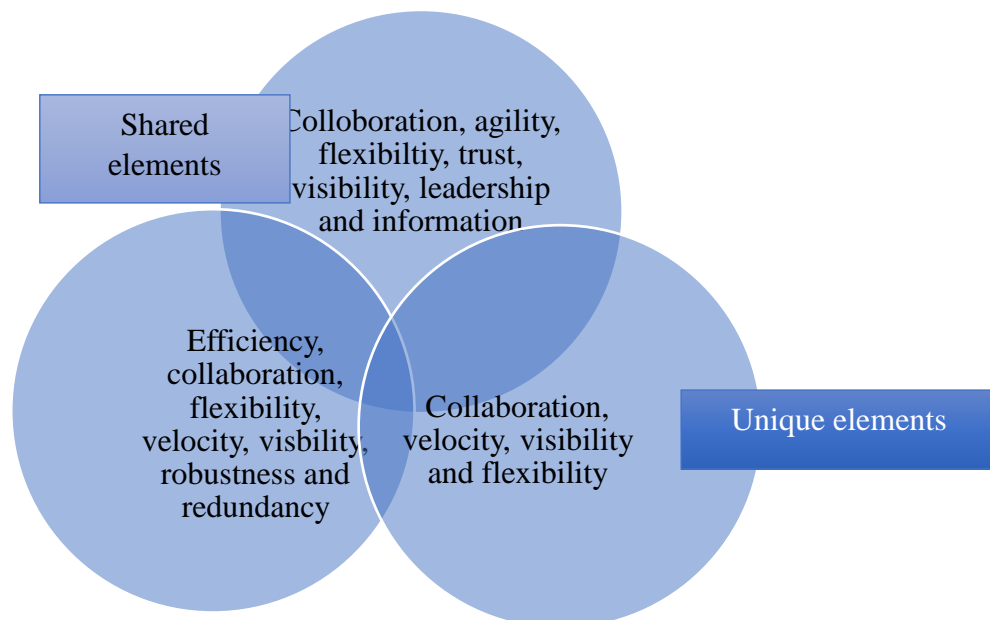 Shared
elements
Colloboration, agility,
flexibiltiy, trust,
visibility, leadership
and information
Efficiency,
collaboration,
flexibility,
velocity, visbility,
robustness and
redundancy
Collaboration,
velocity, visibility
and flexibility
Unique elements